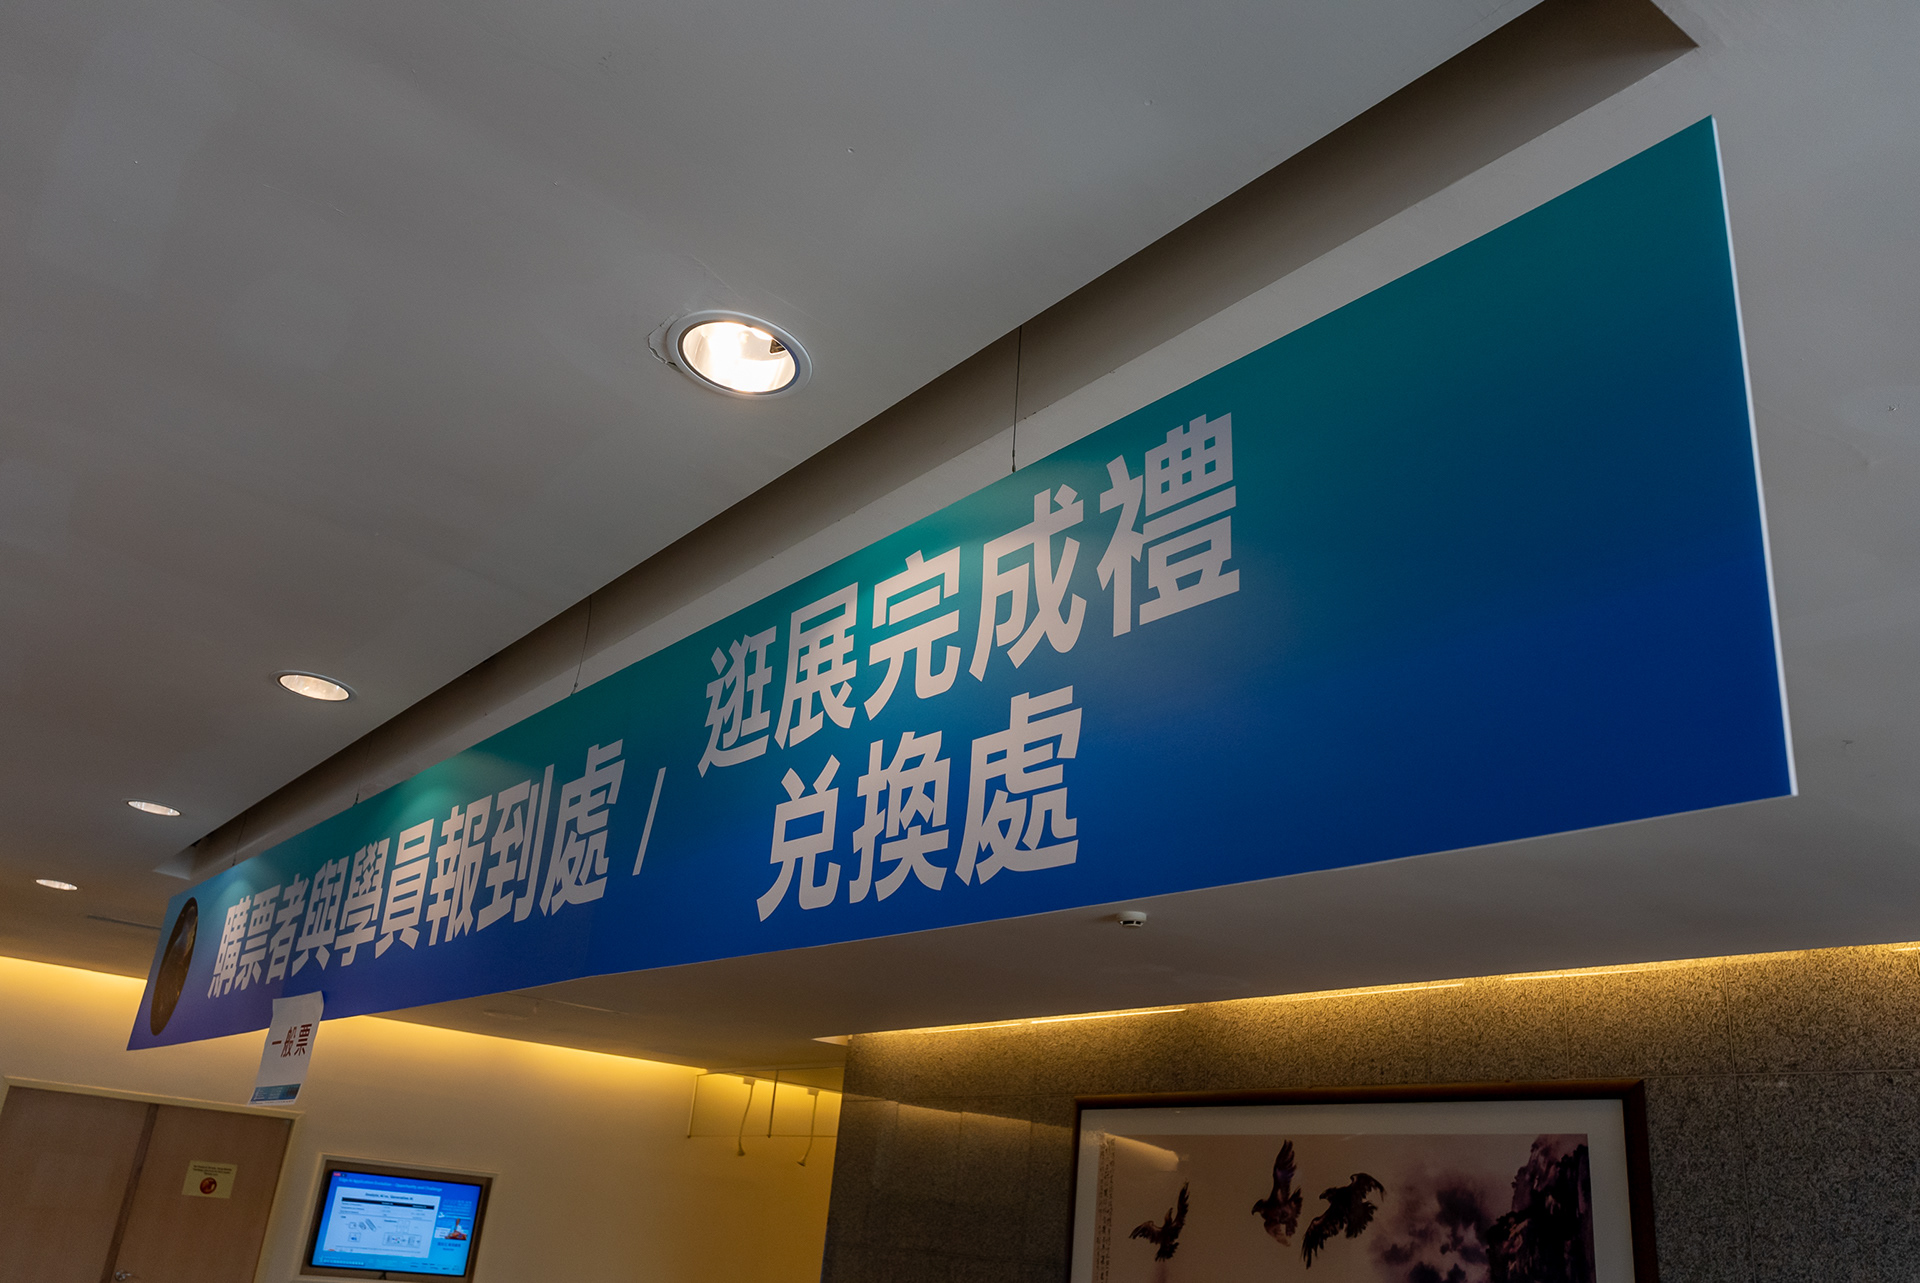 購票者與學員報到處 /
逛展完成禮
兌換處
一般票